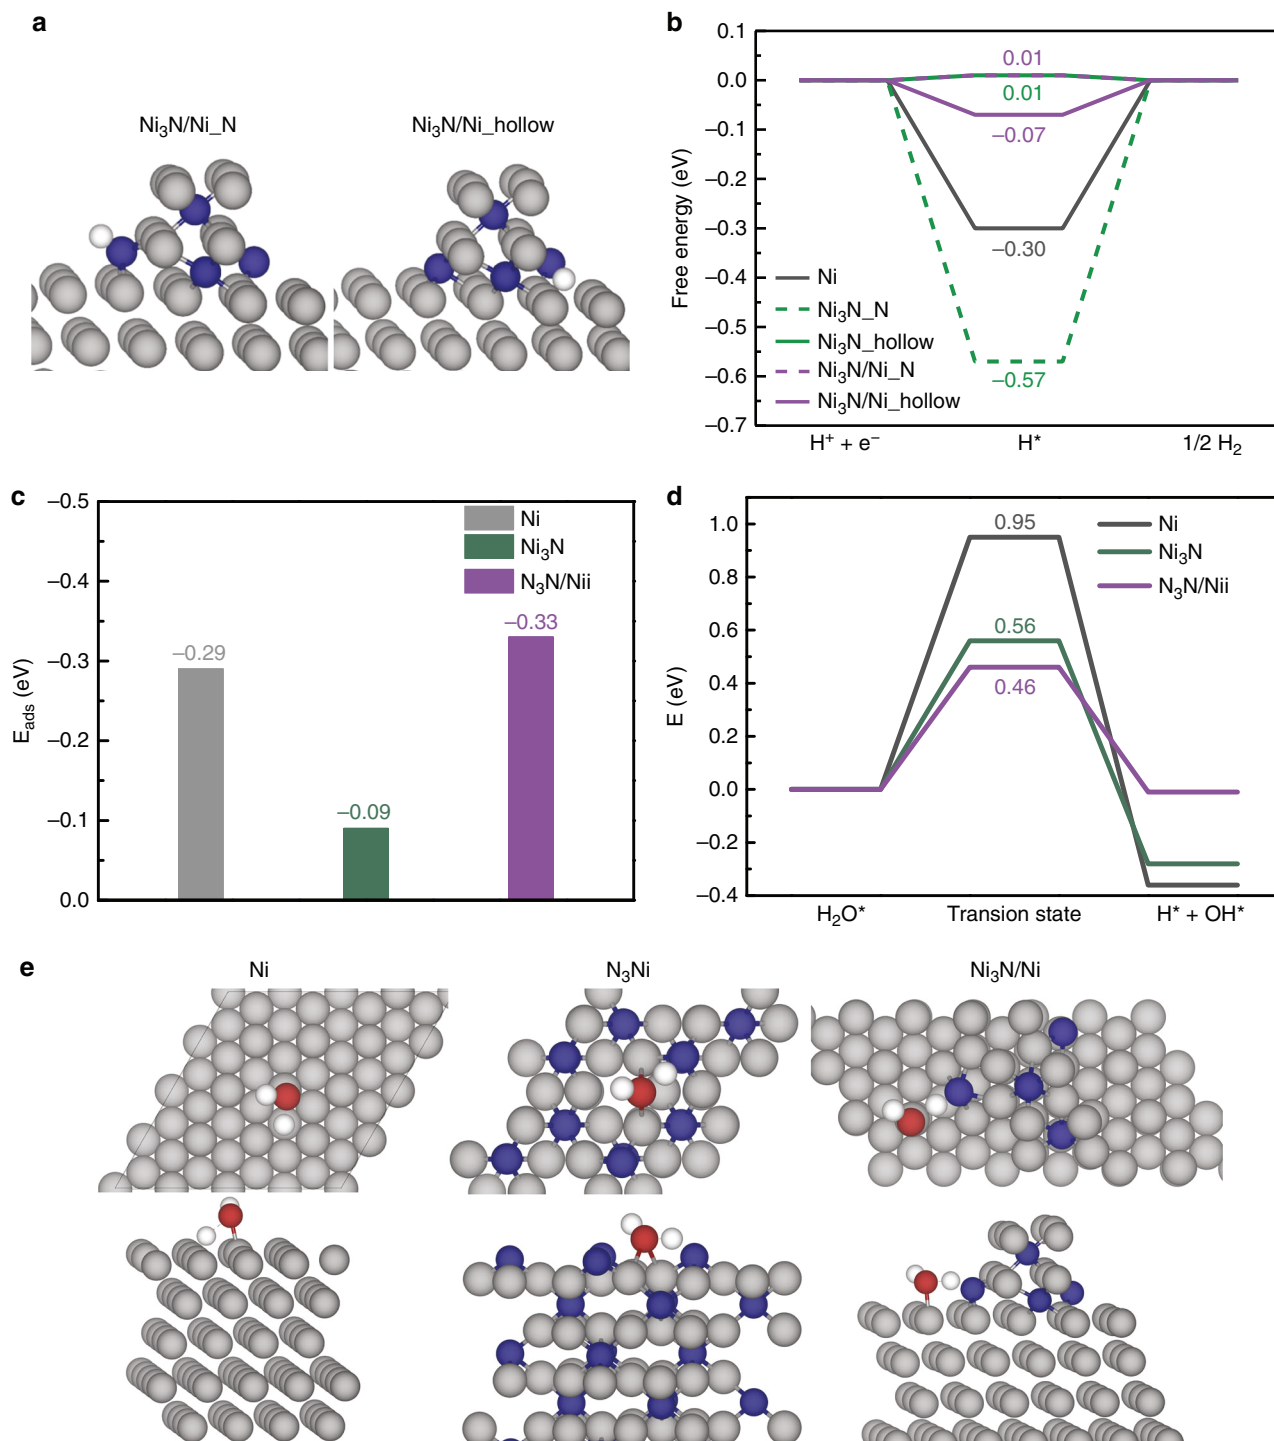 a
Ni₃N/Ni_N
Ni₃N/Ni_hollow
b
Free energy (eV)
0.1
0.0
–0.1
–0.2
–0.3
–0.4
–0.5
–0.6
–0.7
0.01
0.01
–0.07
–0.30
–0.57
Ni
Ni₃N_N
Ni₃N_hollow
Ni₃N/Ni_N
Ni₃N/Ni_hollow
H⁺ + e⁻
H*
1/2 H₂
c
E_ads (eV)
–0.5
–0.4
–0.3
–0.2
–0.1
0.0
–0.29
–0.09
–0.33
Ni
Ni₃N
N₃N/Nii
d
E (eV)
1.0
0.8
0.6
0.4
0.2
0.0
–0.2
–0.4
0.95
0.56
0.46
Ni
Ni₃N
N₃N/Nii
H₂O*
Transion state
H* + OH*
e
Ni
N₃Ni
Ni₃N/Ni